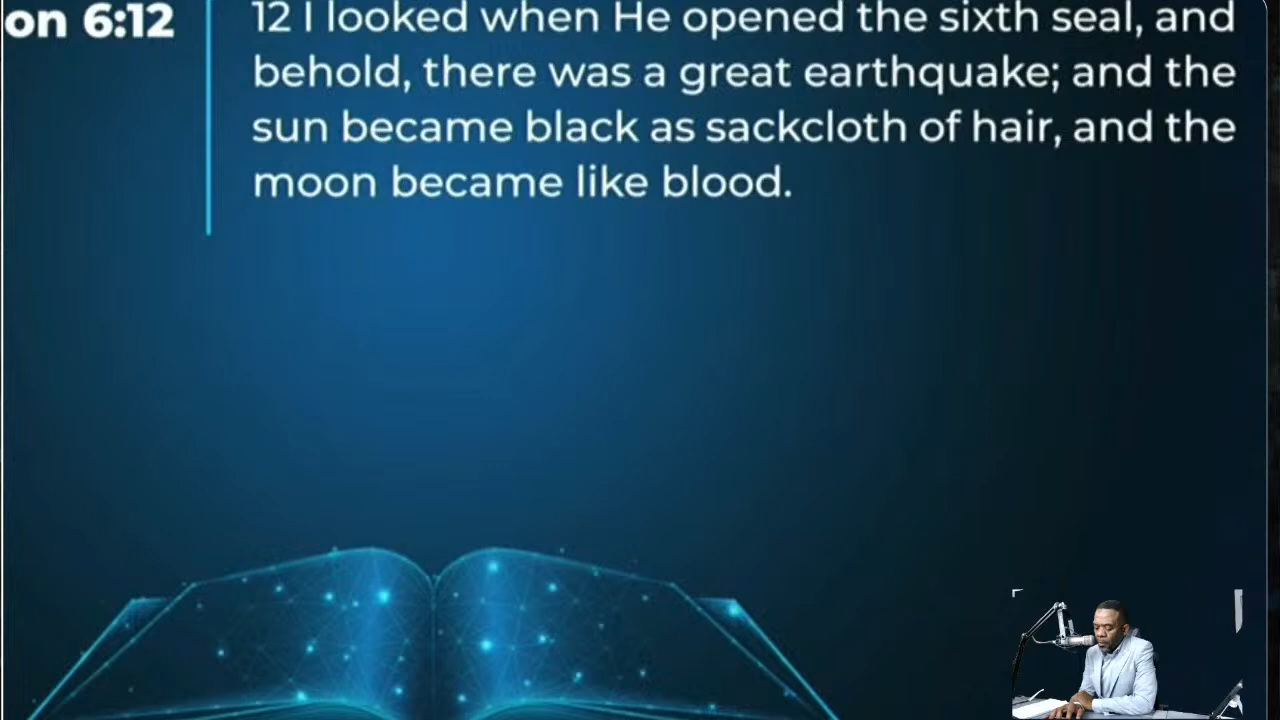 on 6:12
12 I looked when He opened the sixth seal, and
behold, there was a great earthquake; and the
sun became black as sackcloth of hair, and the
moon became like blood.